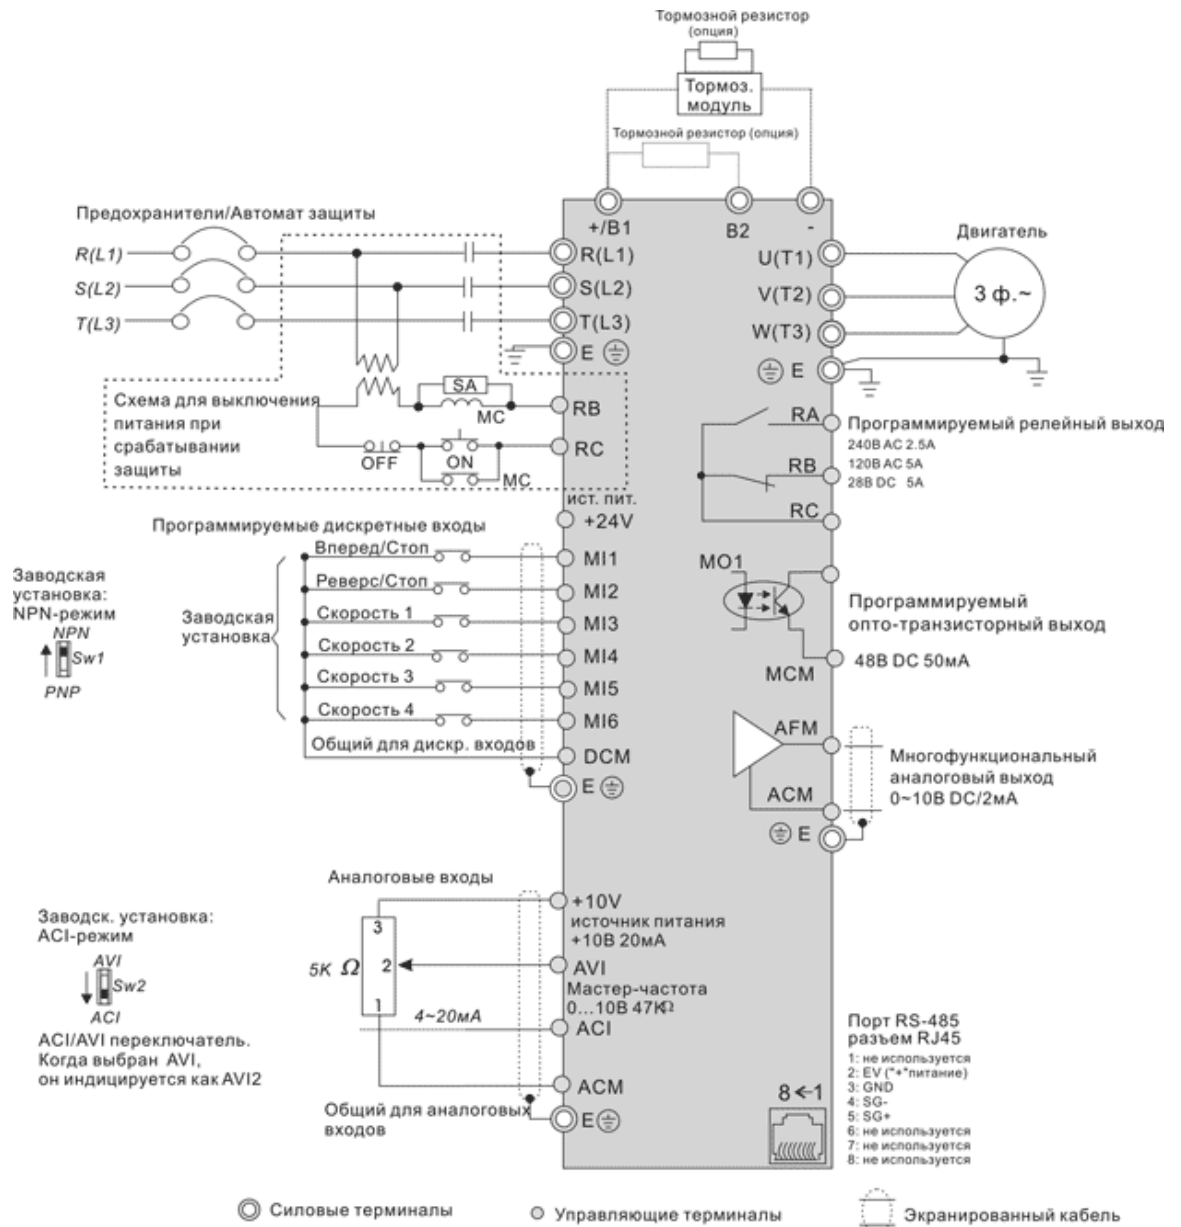 Тормозной резистор
(опция)
Тормоз.
модуль
Тормозной резистор (опция)
Предохранители/Автомат защиты
+/B1
B2
-
Двигатель
R(L1)
R(L1)
U(T1)
S(L2)
S(L2)
V(T2)
3 ф.~
T(L3)
T(L3)
W(T3)
E
E
Схема для выключения
питания при
срабатывании
защиты
SA
MC
RB
OFF
ON
MC
RC
RA
Программируемый релейный выход
240В AC 2.5A
120В AC 5A
28В DC 5A
RB
RC
ист. пит.
+24V
Программируемые дискретные входы
Вперед/Стоп
MI1
Реверс/Стоп
MI2
Скорость 1
MI3
Скорость 2
MI4
Скорость 3
MI5
Скорость 4
MI6
Общий для дискр. входов
DCM
E
Заводская
установка:
NPN-режим
NPN
Sw1
PNP
Заводская
установка
MO1
Программируемый
опто-транзисторный выход
MCM
48В DC 50мА
AFM
Многофункциональный
аналоговый выход
0~10В DC/2мА
ACM
E
Аналоговые входы
+10V
источник питания
+10В 20мА
3
5K Ω
2
AVI
Мастер-частота
0...10В 47КΩ
1
4~20мА
ACI
ACM
Общий для аналоговых
входов
E
Заводск. установка:
ACI-режим
AVI
Sw2
ACI
ACI/AVI переключатель.
Когда выбран AVI,
он индицируется как AVI2
8←1
Порт RS-485
разъем RJ45
1: не используется
2: EV ("+"питание)
3: GND
4: SG-
5: SG+
6: не используется
7: не используется
8: не используется
Силовые терминалы
Управляющие терминалы
Экранированный кабель